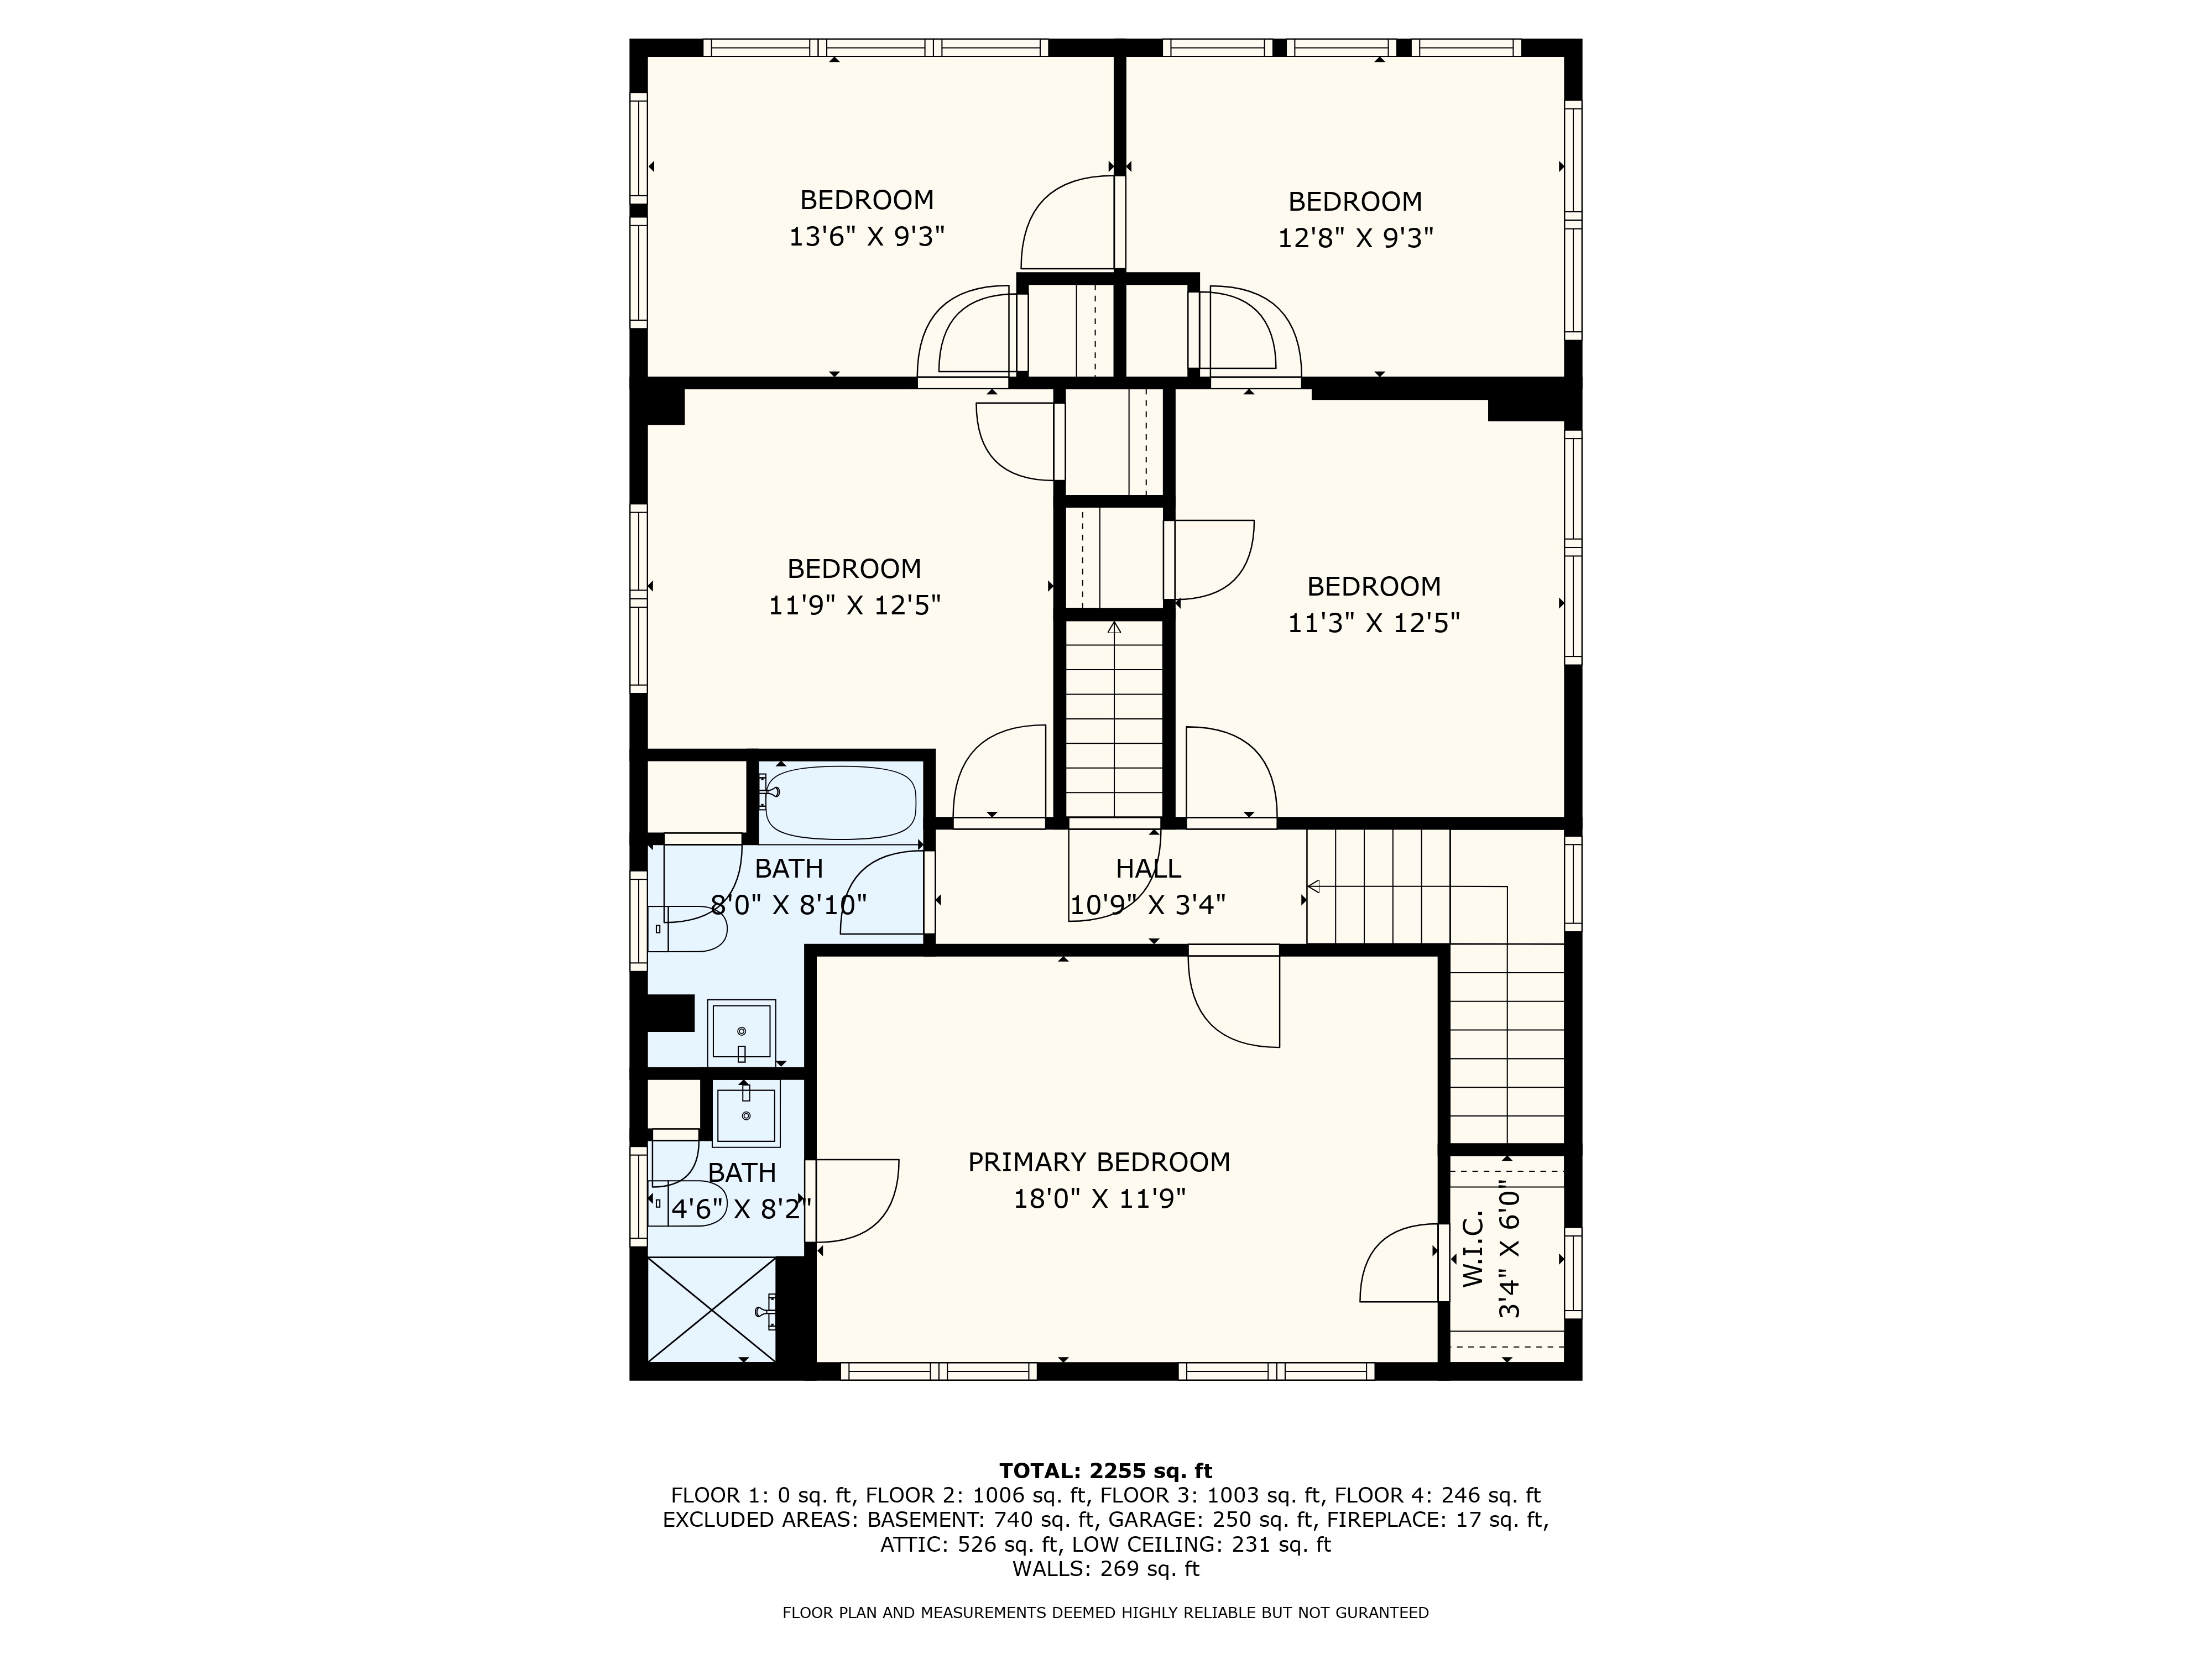 BEDROOM
13'6" X 9'3"
BEDROOM
12'8" X 9'3"
BEDROOM
11'9" X 12'5"
BEDROOM
11'3" X 12'5"
BATH
8'0" X 8'10"
HALL
10'9" X 3'4"
PRIMARY BEDROOM
18'0" X 11'9"
BATH
4'6" X 8'2"
W.I.C.
3'4" X 6'0"
TOTAL: 2255 sq. ft
FLOOR 1: 0 sq. ft, FLOOR 2: 1006 sq. ft, FLOOR 3: 1003 sq. ft, FLOOR 4: 246 sq. ft
EXCLUDED AREAS: BASEMENT: 740 sq. ft, GARAGE: 250 sq. ft, FIREPLACE: 17 sq. ft,
ATTIC: 526 sq. ft, LOW CEILING: 231 sq. ft
WALLS: 269 sq. ft
FLOOR PLAN AND MEASUREMENTS DEEMED HIGHLY RELIABLE BUT NOT GURANTEED